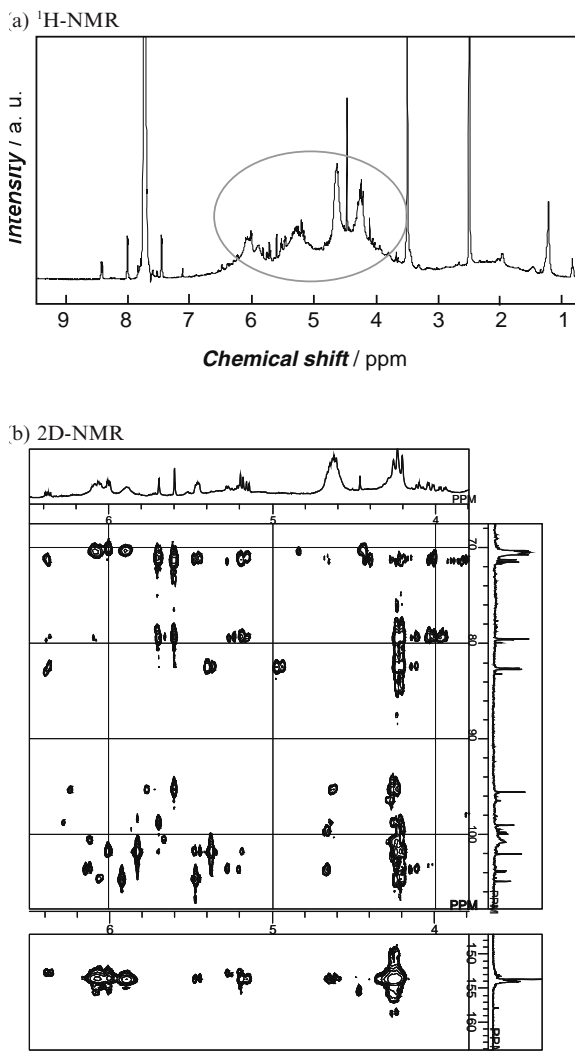 (a) ¹H-NMR
Intensity / a. u.
9 8 7 6 5 4 3 2 1
Chemical shift / ppm
(b) 2D-NMR
PPM
6 5 4
70
80
90
100
PPM
PPM
6 5 4
150
155
160
PPM